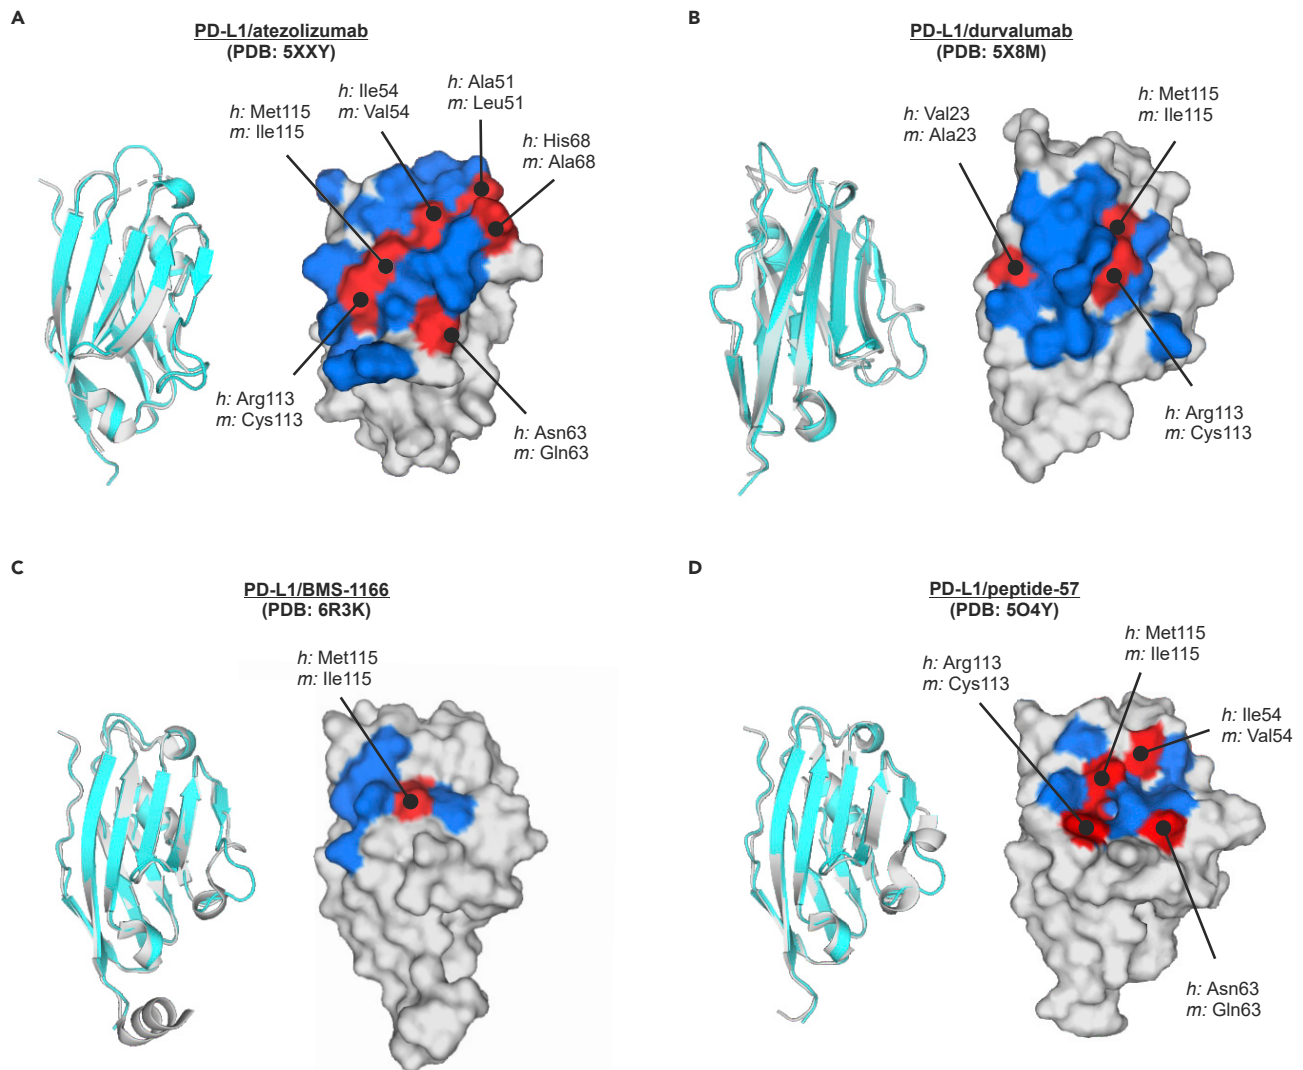 A
PD-L1/atezolizumab
(PDB: 5XXY)
h: Ala51
m: Leu51
h: Ile54
m: Val54
h: Met115
m: Ile115
h: His68
m: Ala68
h: Arg113
m: Cys113
h: Asn63
m: Gln63
B
PD-L1/durvalumab
(PDB: 5X8M)
h: Met115
m: Ile115
h: Val23
m: Ala23
h: Arg113
m: Cys113
C
PD-L1/BMS-1166
(PDB: 6R3K)
h: Met115
m: Ile115
D
PD-L1/peptide-57
(PDB: 5O4Y)
h: Met115
m: Ile115
h: Arg113
m: Cys113
h: Ile54
m: Val54
h: Asn63
m: Gln63